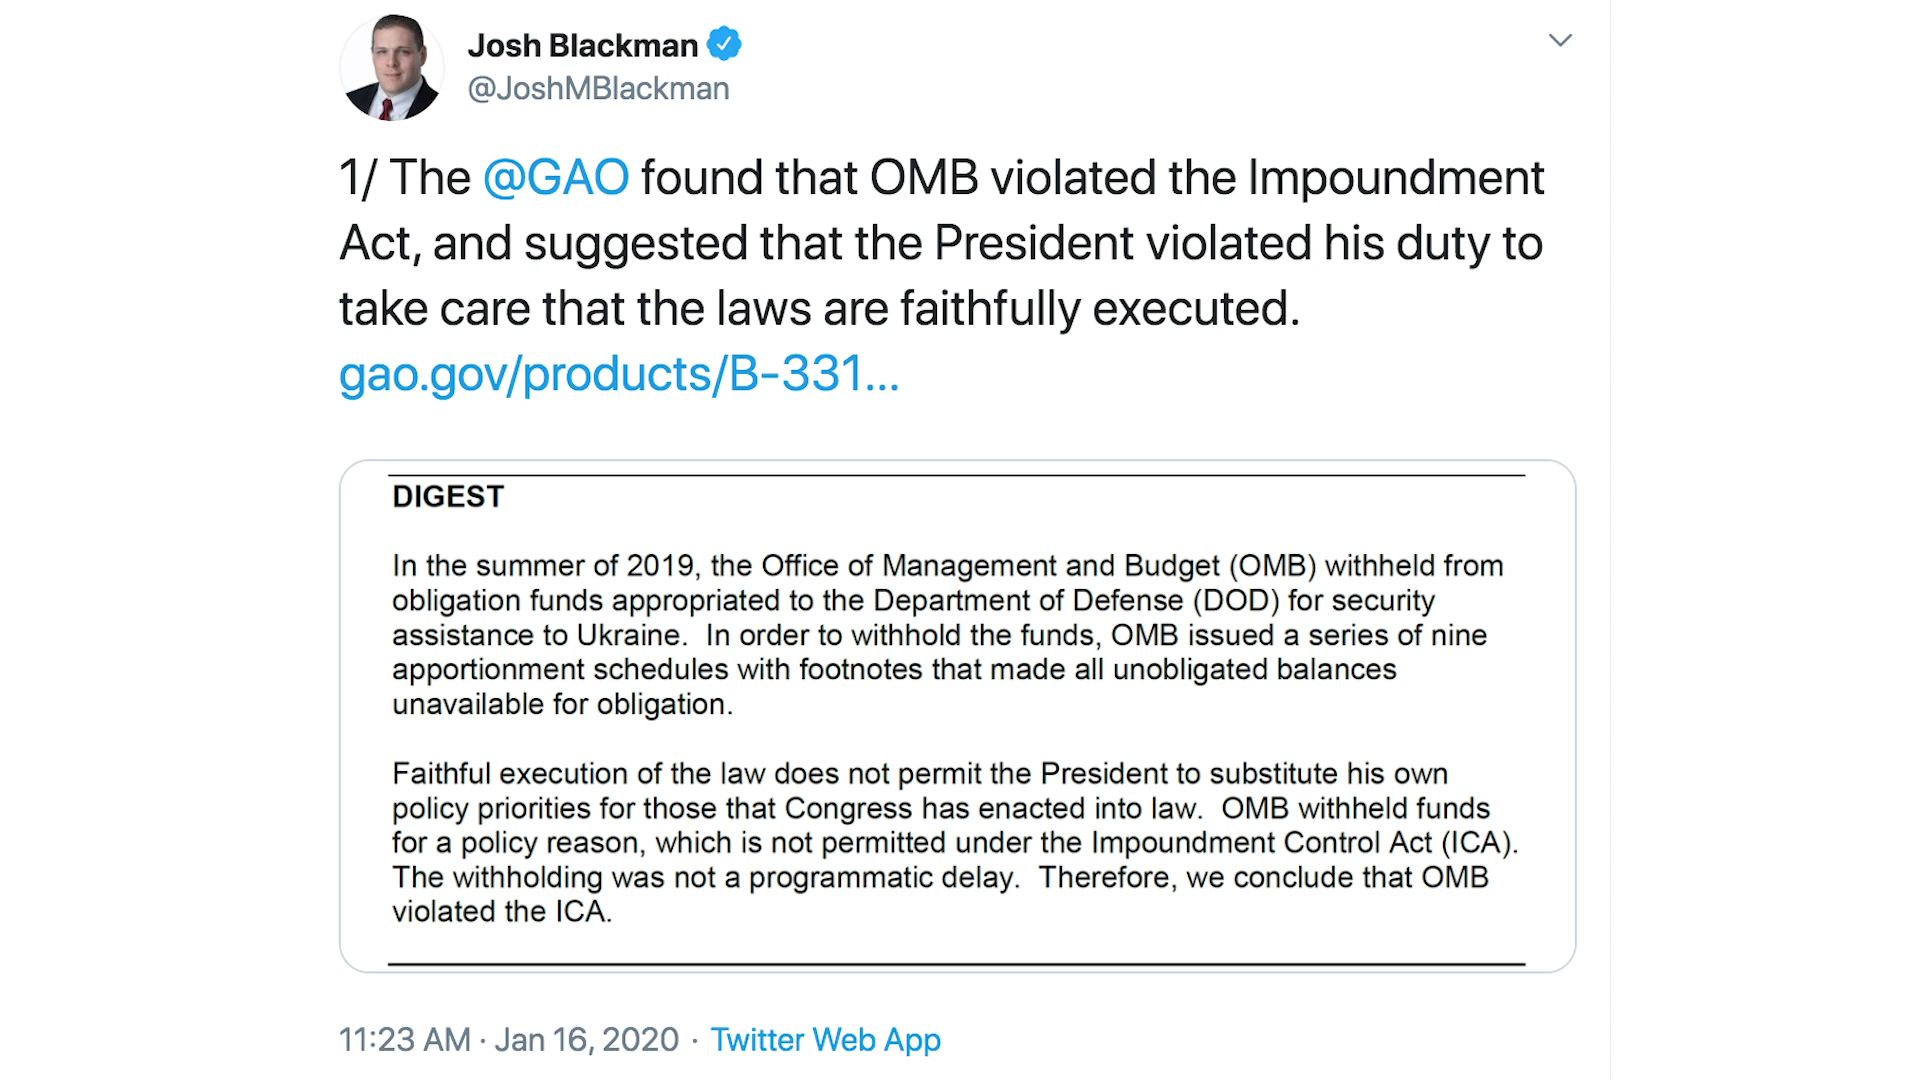 Josh Blackman
@JoshMBlackman
1/ The @GAO found that OMB violated the Impoundment
Act, and suggested that the President violated his duty to
take care that the laws are faithfully executed.
gao.gov/products/B-331...
DIGEST
In the summer of 2019, the Office of Management and Budget (OMB) withheld from
obligation funds appropriated to the Department of Defense (DOD) for security
assistance to Ukraine.  In order to withhold the funds, OMB issued a series of nine
apportionment schedules with footnotes that made all unobligated balances
unavailable for obligation.
Faithful execution of the law does not permit the President to substitute his own
policy priorities for those that Congress has enacted into law.  OMB withheld funds
for a policy reason, which is not permitted under the Impoundment Control Act (ICA).
The withholding was not a programmatic delay.  Therefore, we conclude that OMB
violated the ICA.
11:23 AM · Jan 16, 2020 · Twitter Web App